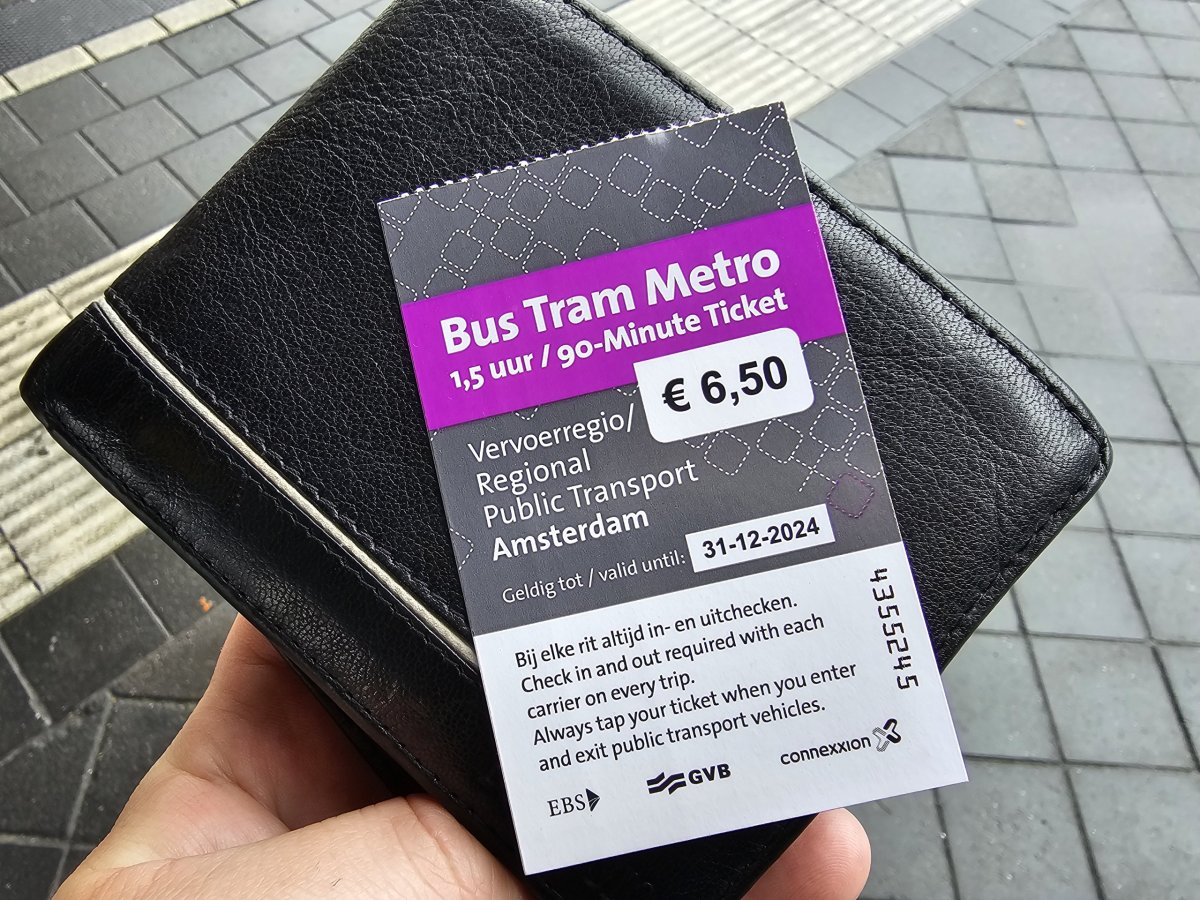 Bus Tram Metro
1,5 uur / 90-Minute Ticket
€ 6,50
Vervoerregio/
Regional
Public Transport
Amsterdam
Geldig tot / valid until: 31-12-2024
Bij elke rit altijd in- en uitchecken.
Check in and out required with each
carrier on every trip.
Always tap your ticket when you enter
and exit public transport vehicles.
4355245
EBS GVB connexxion